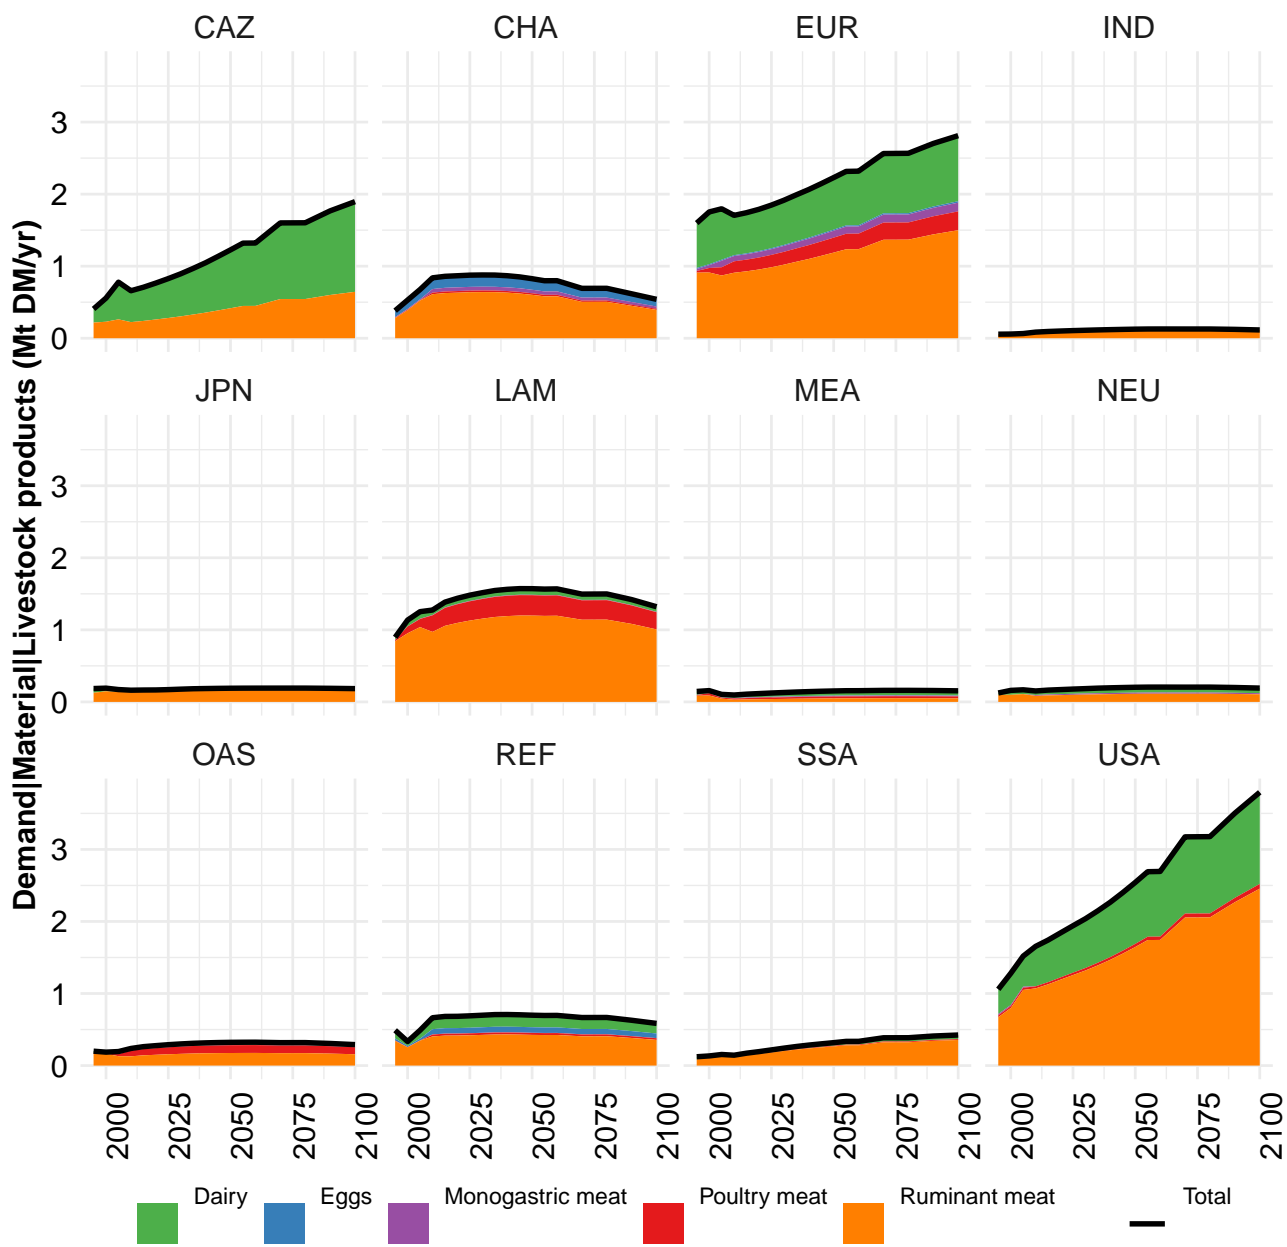 CAZ CHA EUR IND
3
2
1
0
JPN LAM MEA NEU
3
2
1
0
OAS REF SSA USA
3
2
1
0
Demand|Material|Livestock products (Mt DM/yr)
2000 2025 2050 2075 2100 2000 2025 2050 2075 2100 2000 2025 2050 2075 2100 2000 2025 2050 2075 2100
Dairy Eggs Monogastric meat Poultry meat Ruminant meat Total